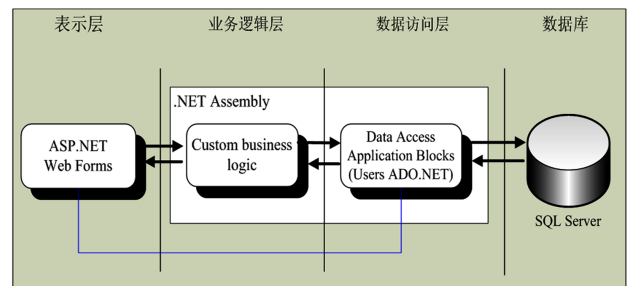 表示层
业务逻辑层
数据访问层
数据库
.NET Assembly
ASP.NET
Web Forms
Custom business
logic
Data Access
Application Blocks
(Users ADO.NET)
SQL Server